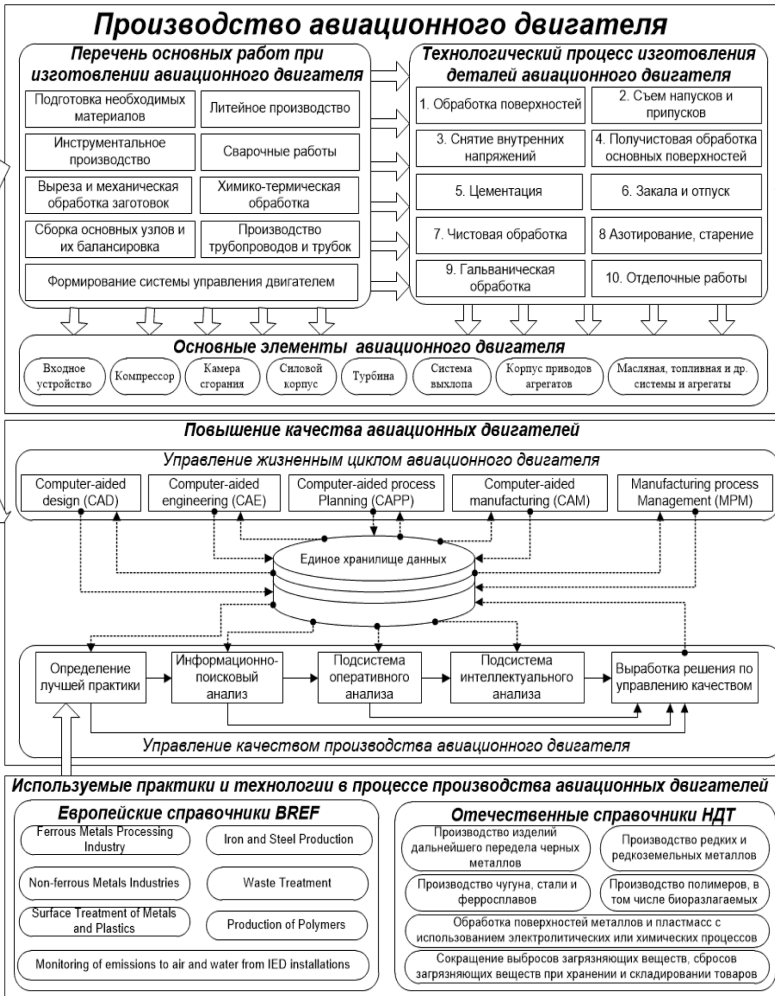 Производство авиационного двигателя
Перечень основных работ при
изготовлении авиационного двигателя
Подготовка необходимых
материалов
Литейное производство
Инструментальное
производство
Сварочные работы
Выреза и механическая
обработка заготовок
Химико-термическая
обработка
Сборка основных узлов и
их балансировка
Производство
трубопроводов и трубок
Формирование системы управления двигателем
Технологический процесс изготовления
деталей авиационного двигателя
1. Обработка поверхностей
2. Съем напусков и
припусков
3. Снятие внутренних
напряжений
4. Получистовая обработка
основных поверхностей
5. Цементация
6. Закала и отпуск
7. Чистовая обработка
8 Азотирование, старение
9. Гальваническая
обработка
10. Отделочные работы
Основные элементы авиационного двигателя
Входное
устройство
Компрессор
Камера
сгорания
Силовой
корпус
Турбина
Система
выхлопа
Корпус приводов
агрегатов
Масляная, топливная и др.
системы и агрегаты
Повышение качества авиационных двигателей
Управление жизненным циклом авиационного двигателя
Computer-aided
design (CAD)
Computer-aided
engineering (CAE)
Computer-aided process
Planning (CAPP)
Computer-aided
manufacturing (CAM)
Manufacturing process
Management (MPM)
Единое хранилище данных
Определение
лучшей практики
Информационно-
поисковый
анализ
Подсистема
оперативного
анализа
Подсистема
интеллектуального
анализа
Выработка решения по
управлению качеством
Управление качеством производства авиационного двигателя
Используемые практики и технологии в процессе производства авиационных двигателей
Европейские справочники BREF
Ferrous Metals Processing
Industry
Iron and Steel Production
Non-ferrous Metals Industries
Waste Treatment
Surface Treatment of Metals
and Plastics
Production of Polymers
Monitoring of emissions to air and water from IED installations
Отечественные справочники НДТ
Производство изделий
дальнейшего передела черных
металлов
Производство редких и
редкоземельных металлов
Производство чугуна, стали и
ферросплавов
Производство полимеров, в
том числе биоразлагаемых
Обработка поверхностей металлов и пластмасс с
использованием электролитических или химических процессов
Сокращение выбросов загрязняющих веществ, сбросов
загрязняющих веществ при хранении и складировании товаров